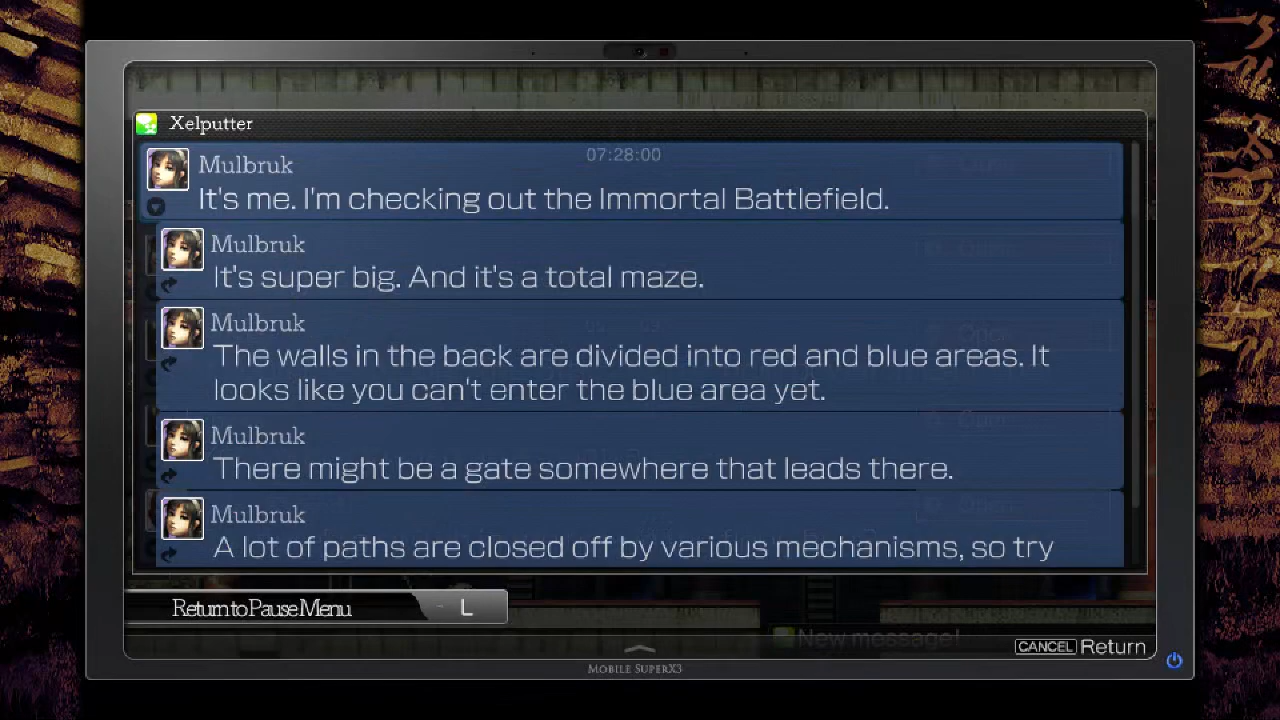 Xelputter
07:28:00
Mulbruk
It's me. I'm checking out the Immortal Battlefield.
Mulbruk
It's super big. And it's a total maze.
Mulbruk
The walls in the back are divided into red and blue areas. It
looks like you can't enter the blue area yet.
Mulbruk
There might be a gate somewhere that leads there.
Mulbruk
A lot of paths are closed off by various mechanisms, so try
Return to Pause Menu - L
New message!
CANCEL Return
MOBILE SUPERX3